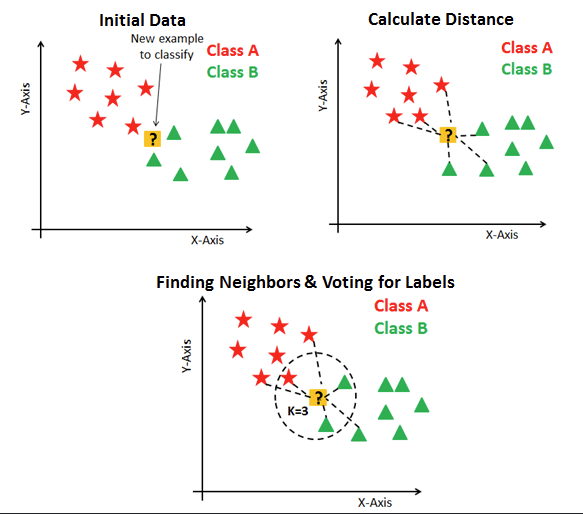 Initial Data
New example
to classify
Class A
Class B
?
Y-Axis
X-Axis
Calculate Distance
Class A
Class B
?
Y-Axis
X-Axis
Finding Neighbors & Voting for Labels
Class A
Class B
?
K=3
Y-Axis
X-Axis